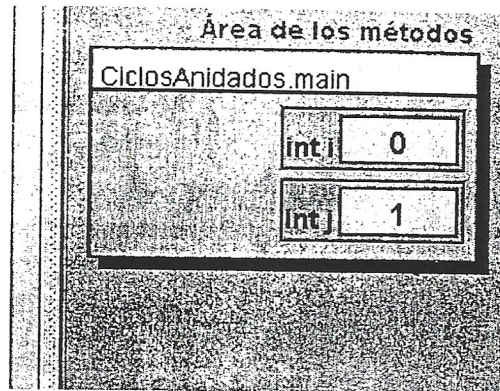 Área de los métodos
CiclosAnidados.main
int i 0
int j 1